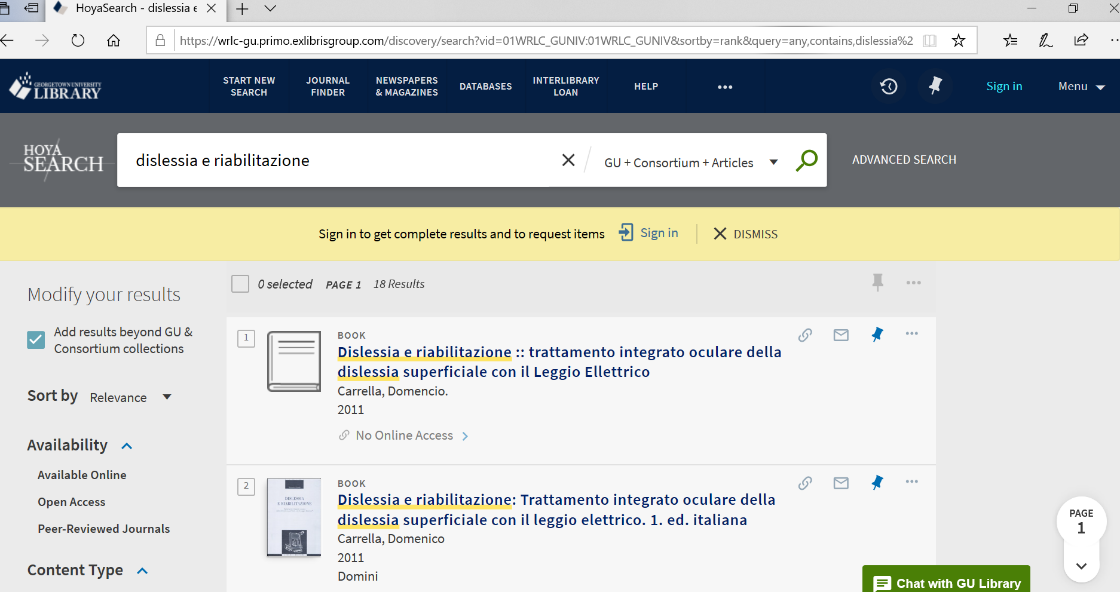 HoyaSearch - dislessia e
https://wrlc-gu.primo.exlibrisgroup.com/discovery/search?vid=01WRLC_GUNIV:01WRLC_GUNIV&sortby=rank&query=any,contains,dislessia%2
GEORGETOWN UNIVERSITY
LIBRARY
START NEW
SEARCH
JOURNAL
FINDER
NEWSPAPERS
& MAGAZINES
DATABASES
INTERLIBRARY
LOAN
HELP
Sign in
Menu
HOYA
SEARCH
dislessia e riabilitazione
GU + Consortium + Articles
ADVANCED SEARCH
Sign in to get complete results and to request items
Sign in
DISMISS
Modify your results
Add results beyond GU &
Consortium collections
Sort by Relevance
Availability
Available Online
Open Access
Peer-Reviewed Journals
Content Type
0 selected PAGE 1 18 Results
1
BOOK
Dislessia e riabilitazione :: trattamento integrato oculare della
dislessia superficiale con il Leggio Ellettrico
Carrella, Domencio.
2011
No Online Access
2
BOOK
Dislessia e riabilitazione: Trattamento integrato oculare della
dislessia superficiale con il leggio elettrico. 1. ed. italiana
Carrella, Domenico
2011
Domini
PAGE
1
Chat with GU Library